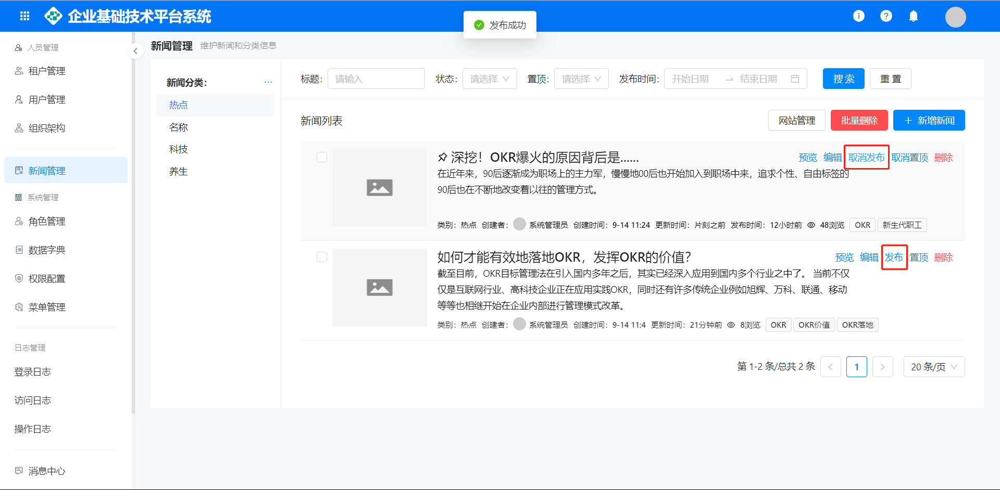 企业基础技术平台系统
发布成功
人员管理
租户管理
用户管理
组织架构
新闻管理
系统管理
角色管理
数据字典
权限配置
菜单管理
日志管理
登录日志
访问日志
操作日志
消息中心
新闻管理 维护新闻和分类信息
新闻分类: ...
热点
名称
科技
养生
标题: 请输入 状态: 请选择 置顶: 请选择 发布时间: 开始日期 → 结束日期 搜 索 重 置
新闻列表 网站管理 批量删除 + 新增新闻
深挖！OKR爆火的原因背后是…… 预览 编辑 取消发布 取消置顶 删除
在近年来，90后逐渐成为职场上的主力军，慢慢地00后也开始加入到职场中来，追求个性、自由标签的
90后也在不断地改变着以往的管理方式。
类别：热点 创建者： 系统管理员 创建时间：9-14 11:24 更新时间：片刻之前 发布时间：12小时前 48浏览 OKR 新生代职工
如何才能有效地落地OKR，发挥OKR的价值？ 预览 编辑 发布 置顶 删除
截至目前，OKR目标管理法在引入国内多年之后，其实已经深入应用到国内多个行业之中了。 当前不仅
仅是互联网行业、高科技企业正在应用实践OKR，同时还有许多传统企业例如旭辉、万科、联通、移动
等等也相继开始在企业内部进行管理模式改革。
类别：热点 创建者： 系统管理员 创建时间：9-14 11:4 更新时间：21分钟前 8浏览 OKR OKR价值 OKR落地
第 1-2 条/总共 2 条 < 1 > 20 条/页